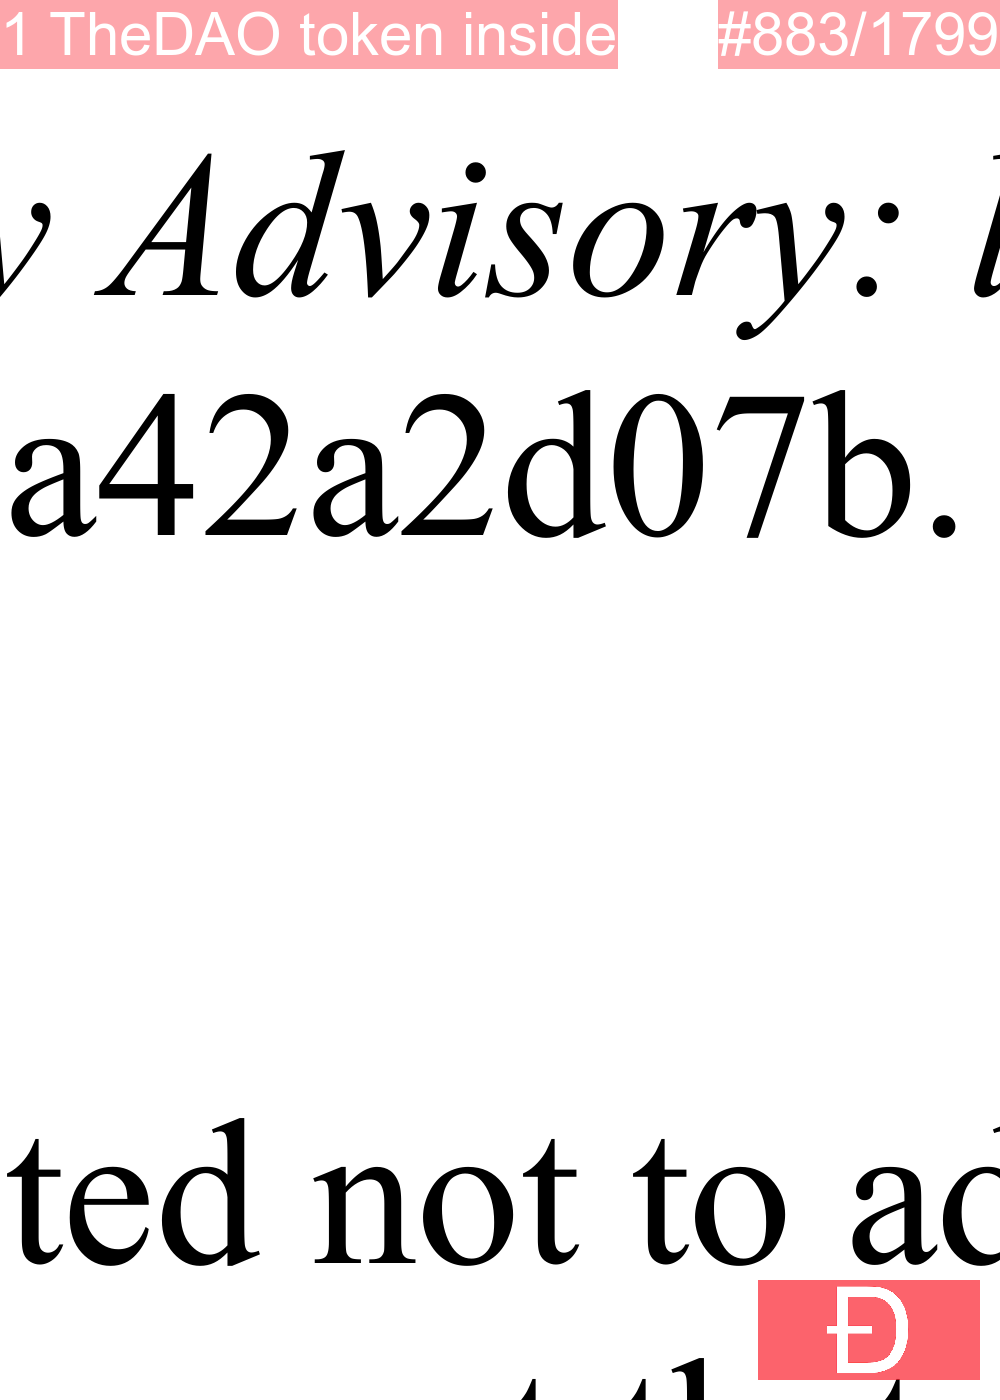 1 TheDAO token inside #883/1799
y Advisory: l
a42a2d07b.
ted not to ad
Đ